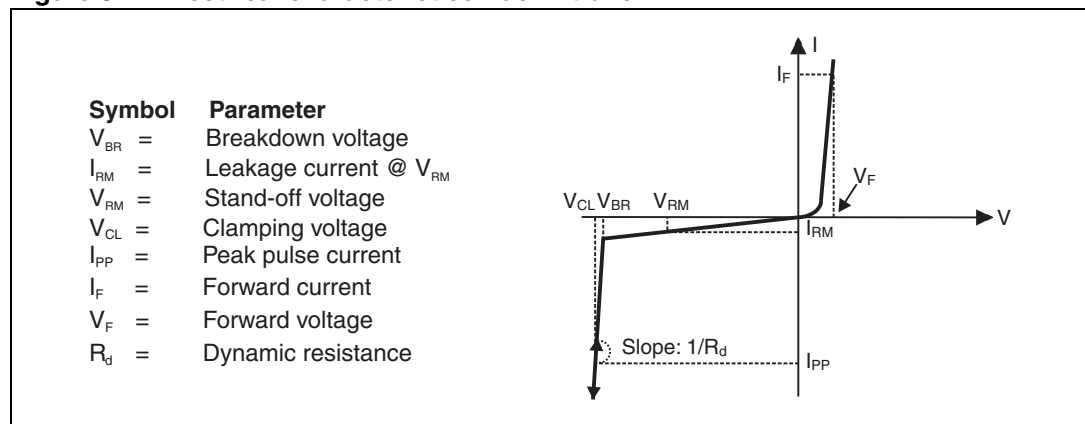 Symbol Parameter
V_BR = Breakdown voltage
I_RM = Leakage current @ V_RM
V_RM = Stand-off voltage
V_CL = Clamping voltage
I_PP = Peak pulse current
I_F = Forward current
V_F = Forward voltage
R_d = Dynamic resistance
I
I_F
V_F
V_CL V_BR V_RM
V
I_RM
Slope: 1/R_d
I_PP